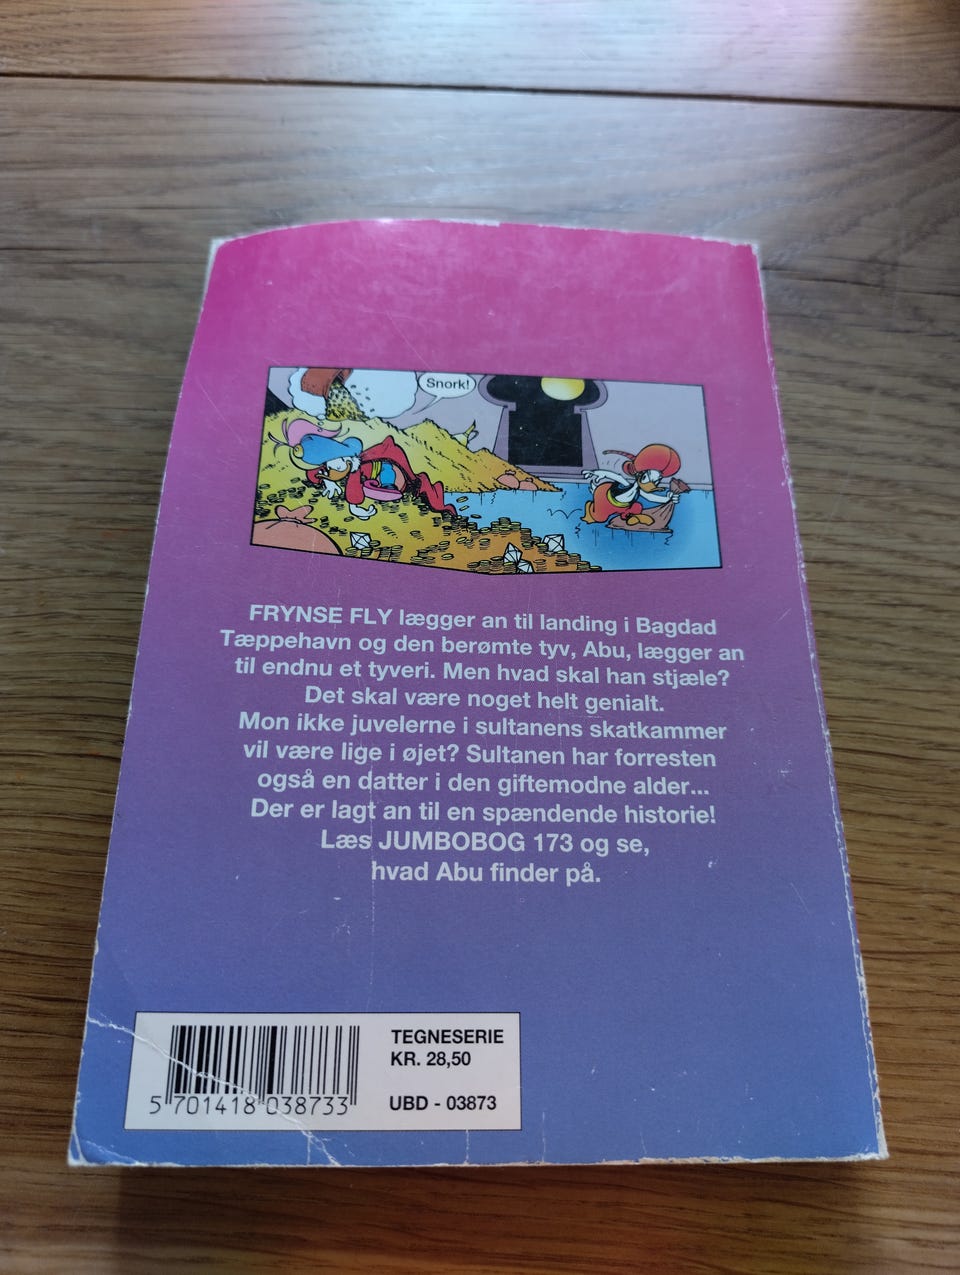 Snork!
FRYNSE FLY lægger an til landing i Bagdad
Tæppehavn og den berømte tyv, Abu, lægger an
til endnu et tyveri. Men hvad skal han stjæle?
Det skal være noget helt genialt.
Mon ikke juvelerne i sultanens skatkammer
vil være lige i øjet? Sultanen har forresten
også en datter i den giftemodne alder...
Der er lagt an til en spændende historie!
Læs JUMBOBOG 173 og se,
hvad Abu finder på.
TEGNESERIE
KR. 28,50
UBD - 03873
5 701418 038733